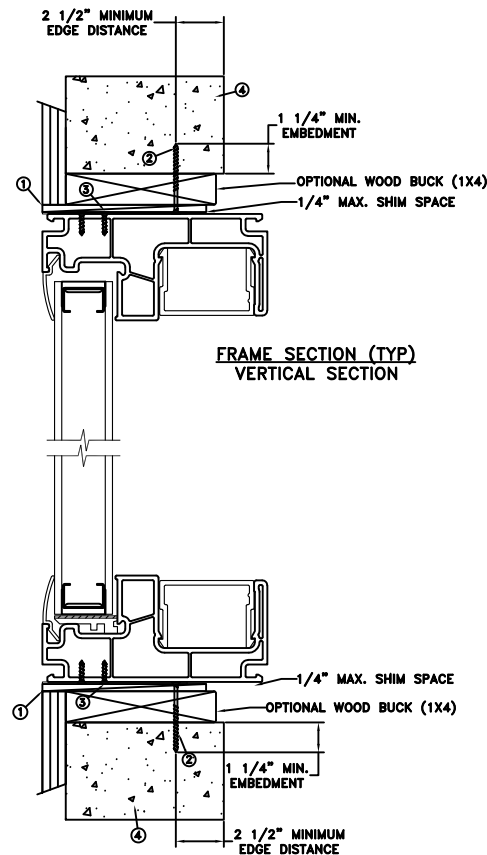 2 1/2" MINIMUM
EDGE DISTANCE
4
1 1/4" MIN.
EMBEDMENT
2
OPTIONAL WOOD BUCK (1X4)
1
3
1/4" MAX. SHIM SPACE
FRAME SECTION (TYP)
VERTICAL SECTION
1/4" MAX. SHIM SPACE
1
3
OPTIONAL WOOD BUCK (1X4)
2
1 1/4" MIN.
EMBEDMENT
4
2 1/2" MINIMUM
EDGE DISTANCE